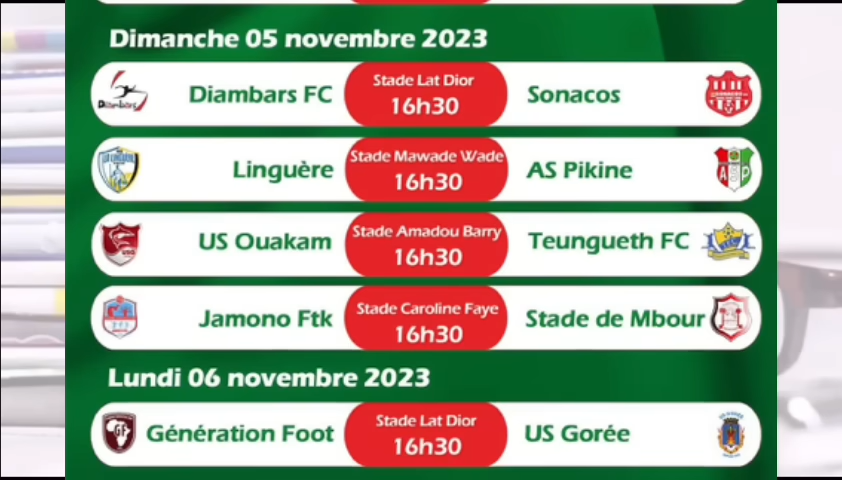 Dimanche 05 novembre 2023
Diambars FC
Stade Lat Dior
16h30
Sonacos
Linguère
Stade Mawade Wade
16h30
AS Pikine
US Ouakam
Stade Amadou Barry
16h30
Teungueth FC
Jamono Ftk
Stade Caroline Faye
16h30
Stade de Mbour
Lundi 06 novembre 2023
Génération Foot
Stade Lat Dior
16h30
US Gorée